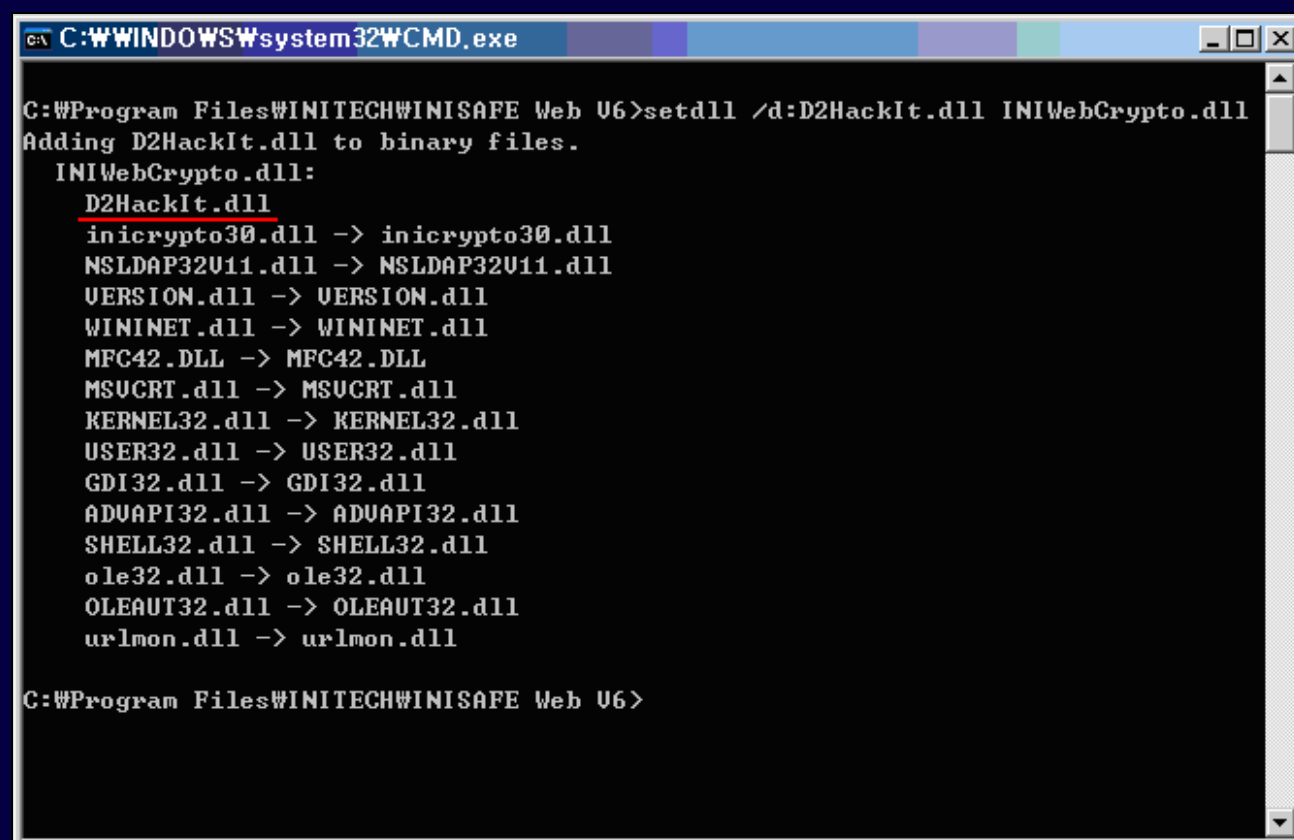 C:₩WINDOWS₩system32₩CMD.exe
C:₩Program Files₩INITECH₩INISAFE Web V6>setdll /d:D2HackIt.dll INIWebCrypto.dll
Adding D2HackIt.dll to binary files.
INIWebCrypto.dll:
D2HackIt.dll
inicrypto30.dll -> inicrypto30.dll
NSLDAP32V11.dll -> NSLDAP32V11.dll
VERSION.dll -> VERSION.dll
WININET.dll -> WININET.dll
MFC42.DLL -> MFC42.DLL
MSVCRT.dll -> MSVCRT.dll
KERNEL32.dll -> KERNEL32.dll
USER32.dll -> USER32.dll
GDI32.dll -> GDI32.dll
ADVAPI32.dll -> ADVAPI32.dll
SHELL32.dll -> SHELL32.dll
ole32.dll -> ole32.dll
OLEAUT32.dll -> OLEAUT32.dll
urlmon.dll -> urlmon.dll
C:₩Program Files₩INITECH₩INISAFE Web V6>